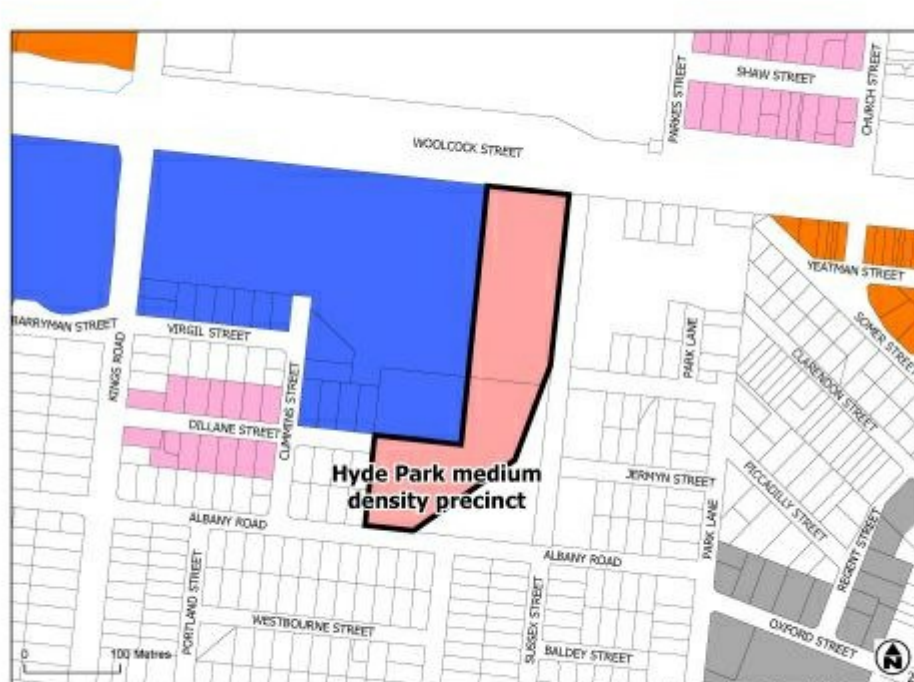 SHAW STREET
PARKES STREET
CHURCH STREET
WOOLCOCK STREET
YEATMAN STREET
SOMER STREET
BARRYMAN STREET
VIRGIL STREET
KINGS ROAD
PARK LANE
CLARENDON STREET
CUMMINS STREET
DILLANE STREET
Hyde Park medium
density precinct
JERMYN STREET
PICCADILLY STREET
ALBANY ROAD
PARK LANE
REGENT STREET
ALBANY ROAD
PORTLAND STREET
SUSSEX STREET
WESTBOURNE STREET
OXFORD STREET
BALDEY STREET
0 100 Metres
N